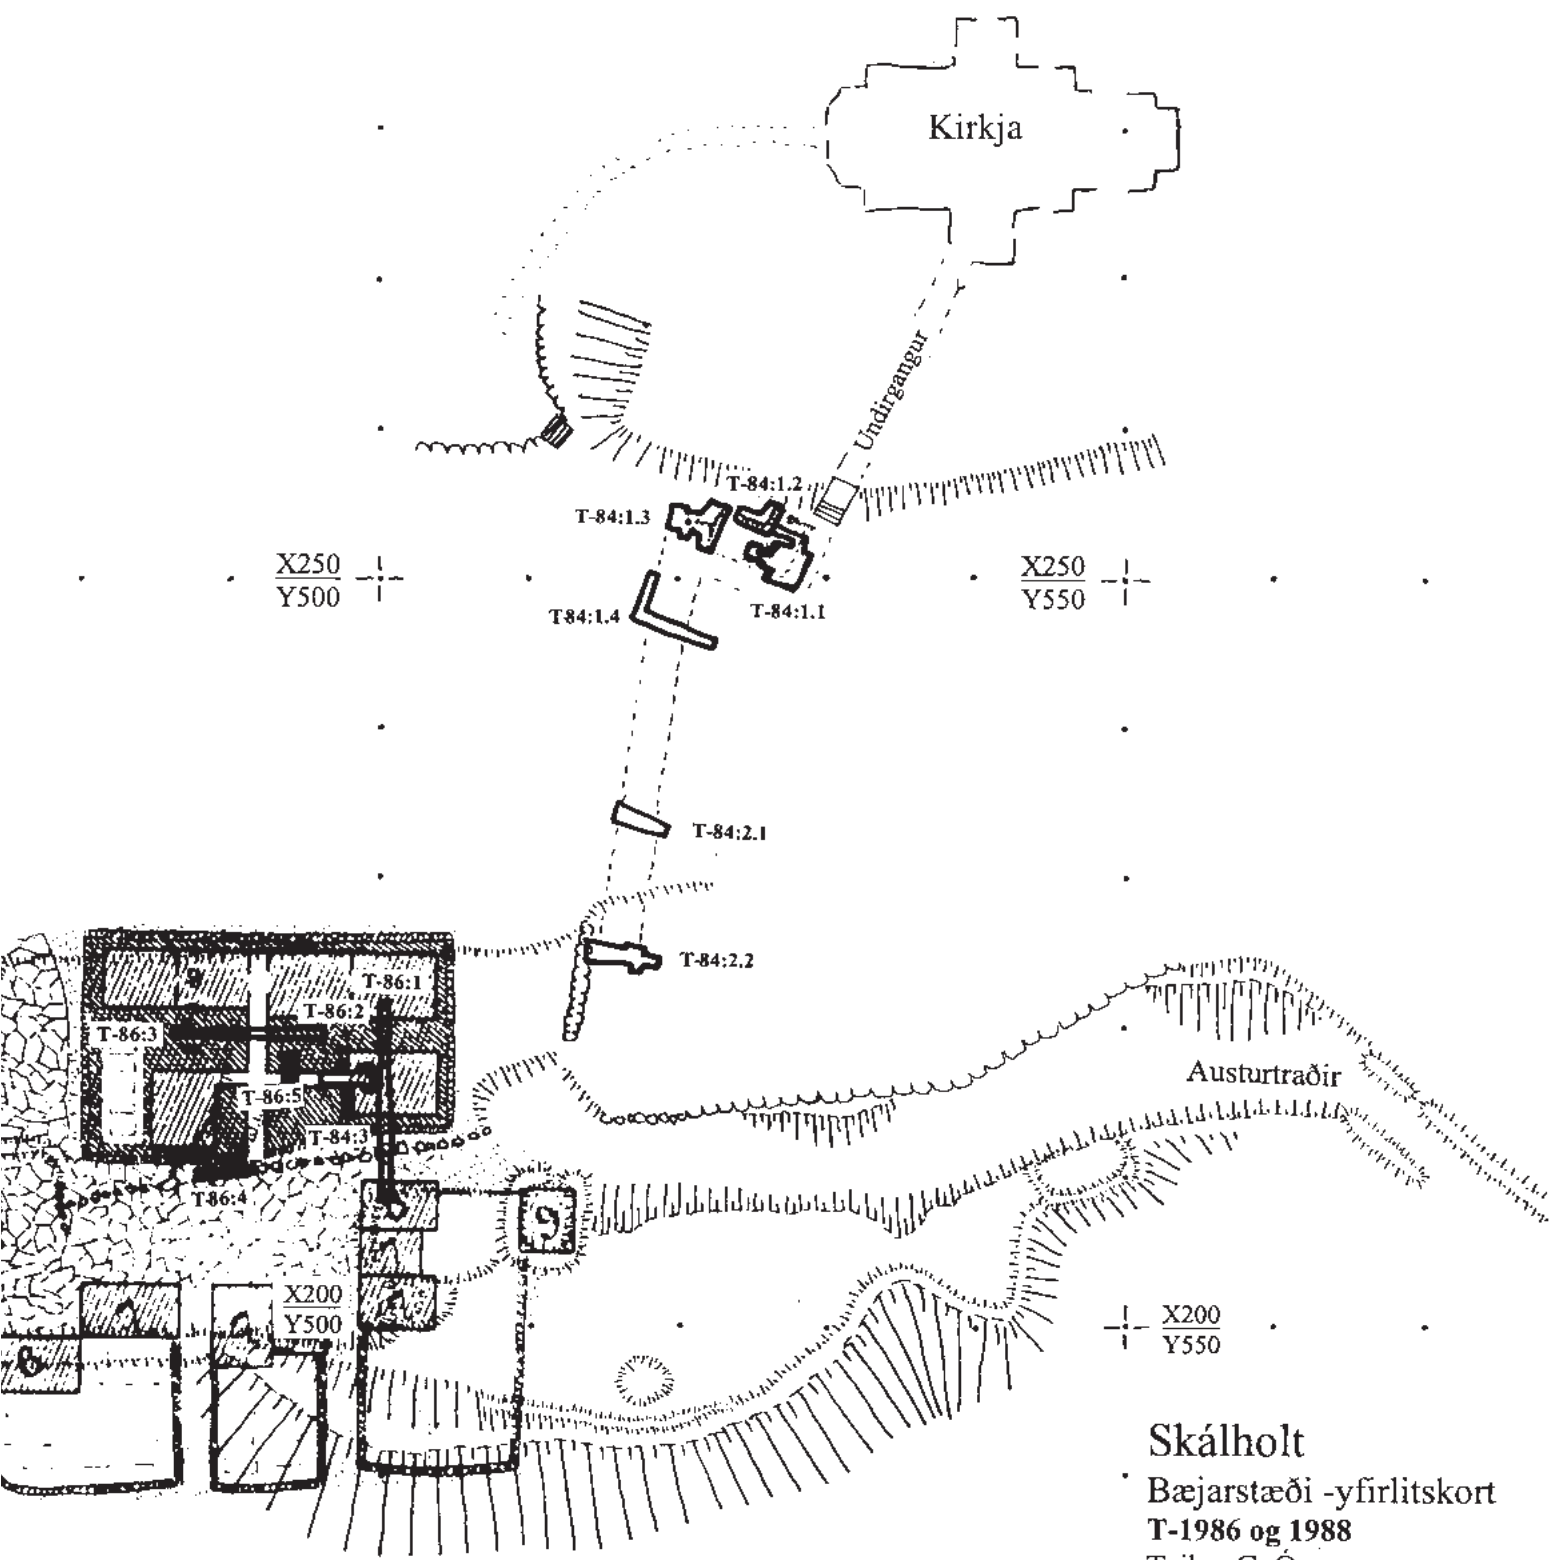 Kirkja
Undirgangur
T-84:1.2
T-84:1.3
X250
Y500
X250
Y550
T-84:1.4
T-84:1.1
T-84:2.1
T-84:2.2
T-86:1
T-86:2
T-86:3
T-86:5
T-84:3
T-86:4
Austurtraðir
X200
Y500
X200
Y550
Skálholt
Bæjarstæði -yfirlitskort
T-1986 og 1988